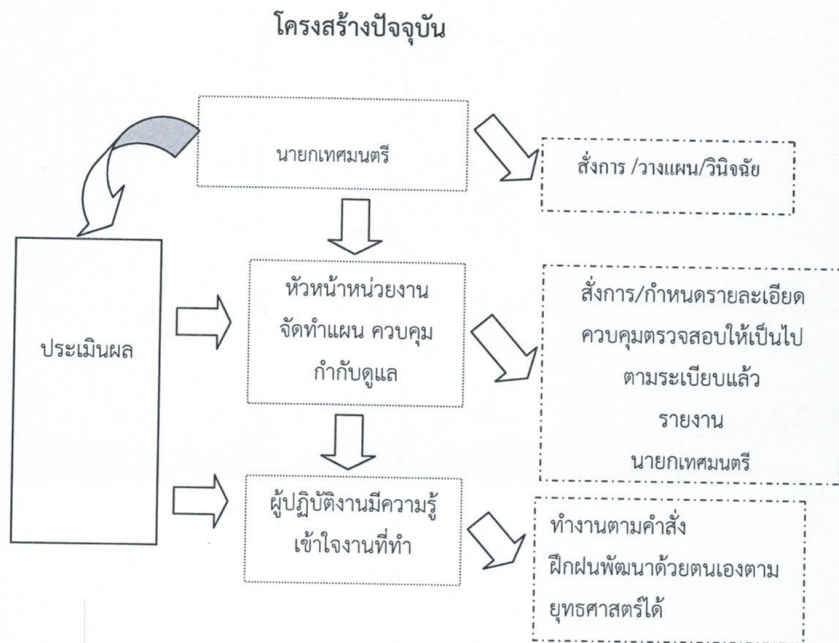 โครงสร้างปัจจุบัน
นายกเทศมนตรี
สั่งการ /วางแผน/วินิจฉัย
ประเมินผล
หัวหน้าหน่วยงาน
จัดทำแผน ควบคุม
กำกับดูแล
สั่งการ/กำหนดรายละเอียด
ควบคุมตรวจสอบให้เป็นไป
ตามระเบียบแล้ว
รายงาน
นายกเทศมนตรี
ผู้ปฏิบัติงานมีความรู้
เข้าใจงานที่ทำ
ทำงานตามคำสั่ง
ฝึกฝนพัฒนาด้วยตนเองตาม
ยุทธศาสตร์ได้